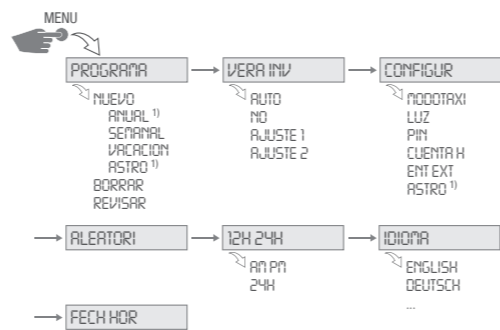 MENU
PROGRAMA
NUEVO
ANUAL 1)
SEMANAL
VACACION
ASTRO 1)
BORRAR
REVISAR
VERA INV
AUTO
NO
AJUSTE 1
AJUSTE 2
CONFIGUR
MODOTAXI
LUZ
PIN
CUENTA H
ENT EXT
ASTRO 1)
ALEATORI
12H 24H
AM PM
24H
IDIOMA
ENGLISH
DEUTSCH
...
FECH HOR